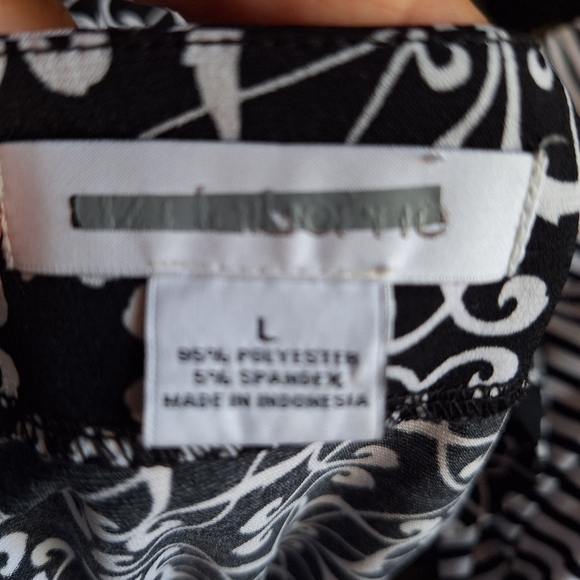 L
95% POLYESTER
5% SPANDEX
MADE IN INDONESIA